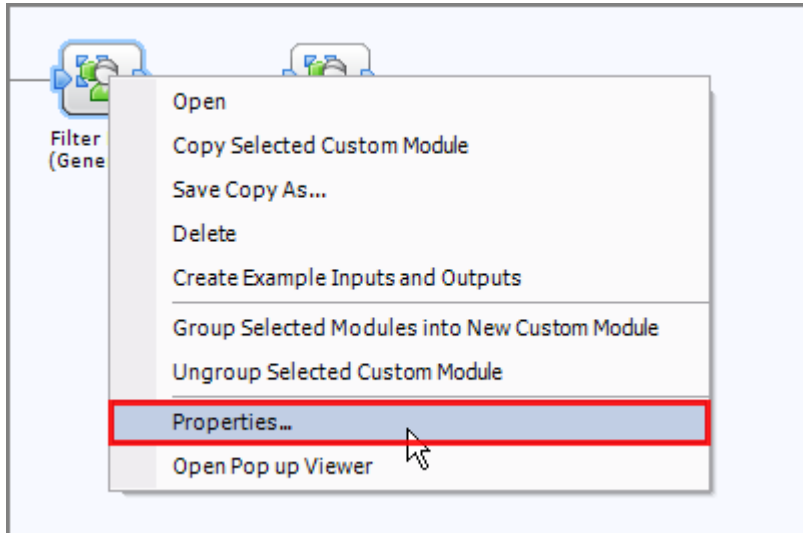 Filter
(Gene
Open
Copy Selected Custom Module
Save Copy As...
Delete
Create Example Inputs and Outputs
Group Selected Modules into New Custom Module
Ungroup Selected Custom Module
Properties...
Open Pop up Viewer